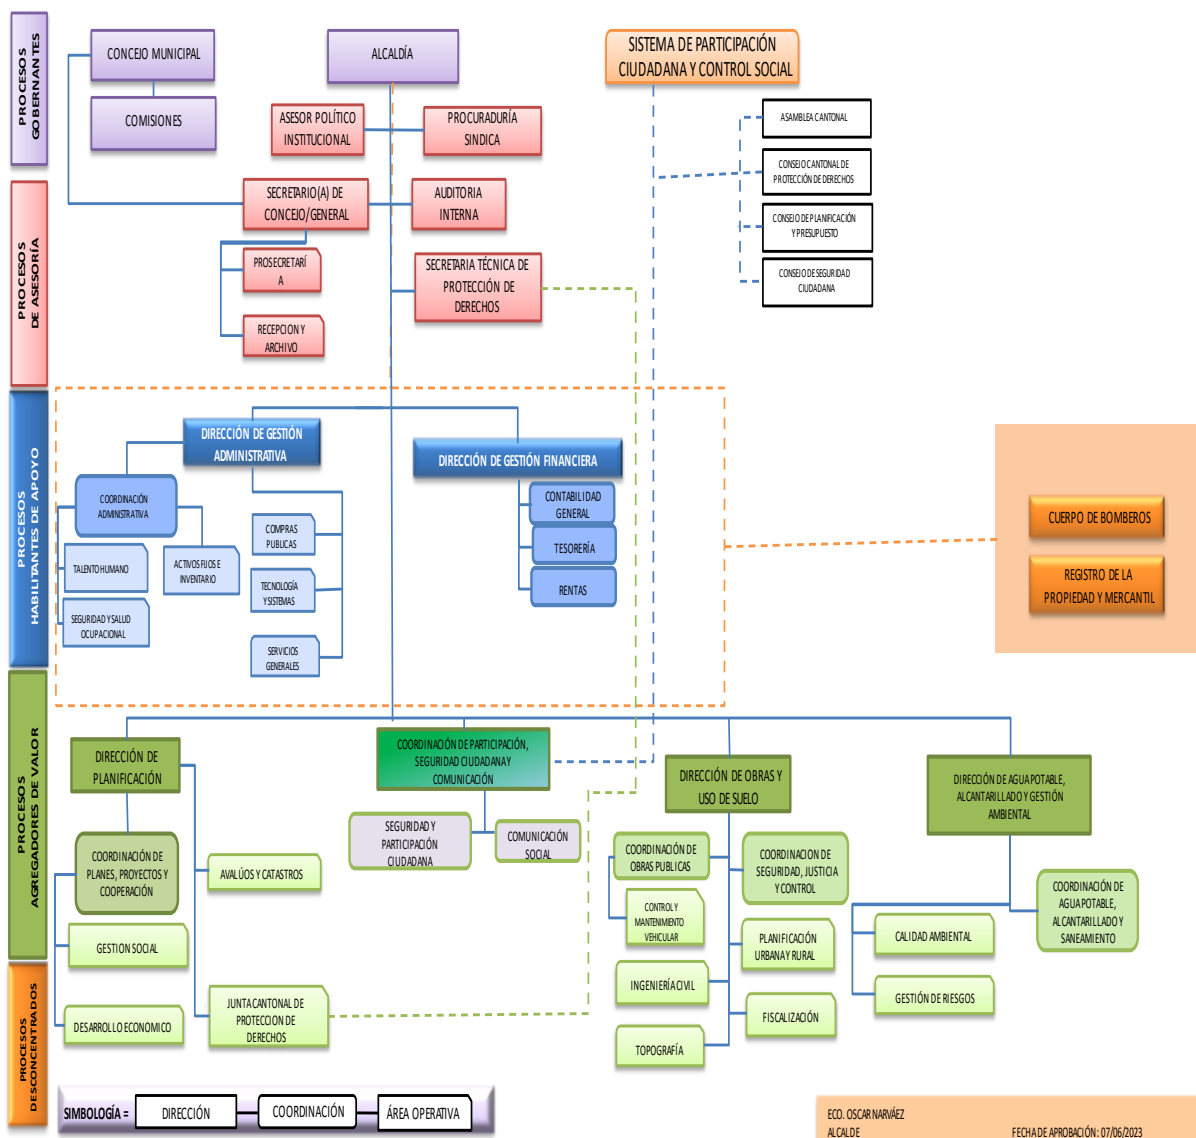 PROCESOS
GOBERNANTES
CONCEJO MUNICIPAL
COMISIONES
ALCALDÍA
SISTEMA DE PARTICIPACIÓN
CIUDADANA Y CONTROL SOCIAL
ASESOR POLÍTICO
INSTITUCIONAL
PROCURADURÍA
SINDICA
ASAMBLEA CANTONAL
CONSEJO CANTONAL DE
PROTECCIÓN DE DERECHOS
CONSEJO DE PLANIFICACIÓN
Y PRESUPUESTO
CONSEJO DE SEGURIDAD
CIUDADANA
PROCESOS
DE ASESORÍA
SECRETARIO(A) DE
CONCEJO/GENERAL
AUDITORIA
INTERNA
PROSECRETARÍ
A
SECRETARIA TÉCNICA DE
PROTECCIÓN DE
DERECHOS
RECEPCION Y
ARCHIVO
PROCESOS
HABILITANTES DE APOYO
DIRECCIÓN DE GESTIÓN
ADMINISTRATIVA
DIRECCIÓN DE GESTIÓN FINANCIERA
COORDINACIÓN
ADMINISTRATIVA
TALENTO HUMANO
SEGURIDAD Y SALUD
OCUPACIONAL
ACTIVOS FIJOS E
INVENTARIO
COMPRAS
PUBLICAS
TECNOLOGÍA
Y SISTEMAS
SERVICIOS
GENERALES
CONTABILIDAD
GENERAL
TESORERÍA
RENTAS
CUERPO DE BOMBEROS
REGISTRO DE LA
PROPIEDAD Y MERCANTIL
PROCESOS
AGREGADORES DE VALOR
DIRECCIÓN DE
PLANIFICACIÓN
COORDINACIÓN DE PARTICIPACIÓN,
SEGURIDAD CIUDADANA Y
COMUNICACIÓN
DIRECCIÓN DE OBRAS Y
USO DE SUELO
DIRECCIÓN DE AGUA POTABLE,
ALCANTARILLADO Y GESTIÓN
AMBIENTAL
COORDINACIÓN DE
PLANES, PROYECTOS Y
COOPERACIÓN
AVALÚOS Y CATASTROS
GESTION SOCIAL
SEGURIDAD Y
PARTICIPACIÓN
CIUDADANA
COMUNICACIÓN
SOCIAL
COORDINACIÓN DE
OBRAS PUBLICAS
COORDINACION DE
SEGURIDAD, JUSTICIA
Y CONTROL
CONTROL Y
MANTENIMIENTO
VEHICULAR
PLANIFICACIÓN
URBANA Y RURAL
INGENIERÍA CIVIL
FISCALIZACIÓN
TOPOGRAFÍA
COORDINACIÓN DE
AGUA POTABLE,
ALCANTARILLADO Y
SANEAMIENTO
CALIDAD AMBIENTAL
GESTIÓN DE RIESGOS
PROCESOS
DESCONCENTRADOS
DESARROLLO ECONOMICO
JUNTA CANTONAL DE
PROTECCION DE
DERECHOS
SIMBOLOGÍA = DIRECCIÓN COORDINACIÓN ÁREA OPERATIVA
ECO. OSCAR NARVÁEZ
ALCALDE FECHA DE APROBACIÓN: 07/06/2023